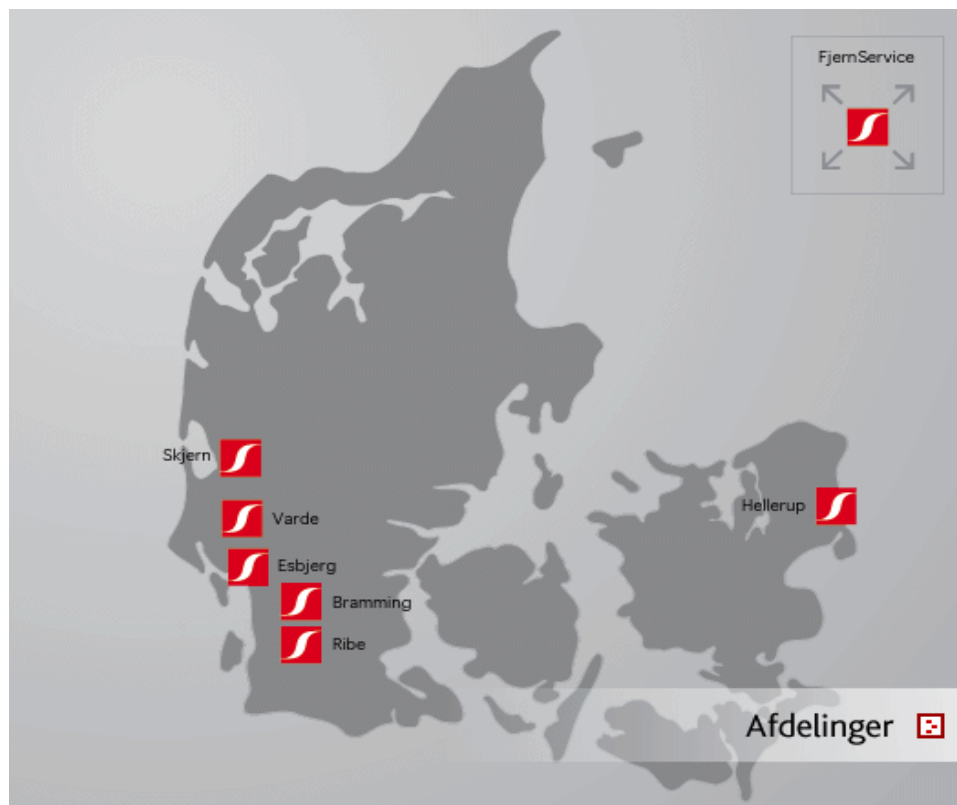 FjernService
Skjern
Hellerup
Varde
Esbjerg
Bramming
Ribe
Afdelinger